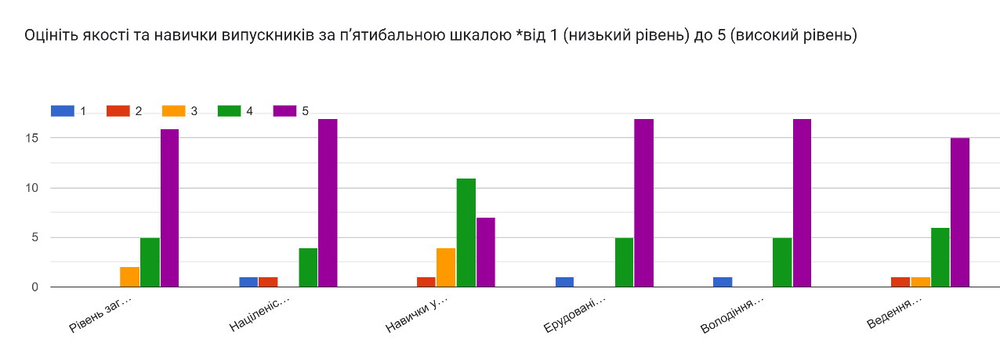 Оцініть якості та навички випускників за п’ятибальною шкалою *від 1 (низький рівень) до 5 (високий рівень)
1 2 3 4 5
15
10
5
0
Рівень заг…
Націленіс…
Навички у…
Ерудовані…
Володіння…
Ведення…